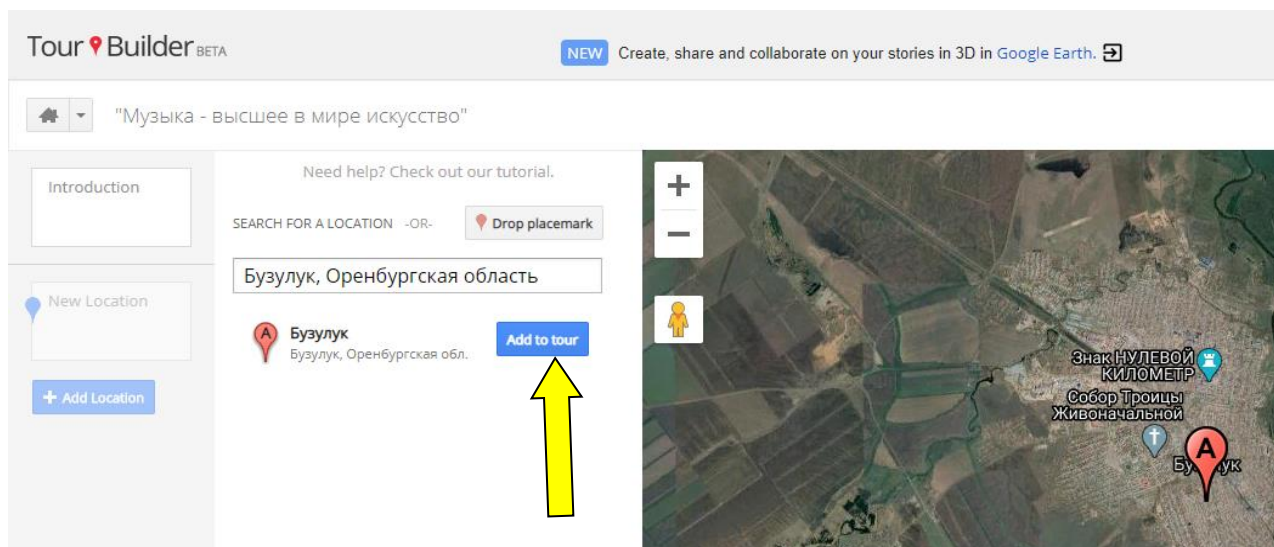 Tour Builder BETA
NEW Create, share and collaborate on your stories in 3D in Google Earth.
"Музыка - высшее в мире искусство"
Introduction
New Location
+ Add Location
Need help? Check out our tutorial.
SEARCH FOR A LOCATION -OR- Drop placemark
Бузулук, Оренбургская область
A Бузулук
Бузулук, Оренбургская обл.
Add to tour
+
−
Знак НУЛЕВОЙ
КИЛОМЕТР
Собор Троицы
Живоначальной
A
Бузулук